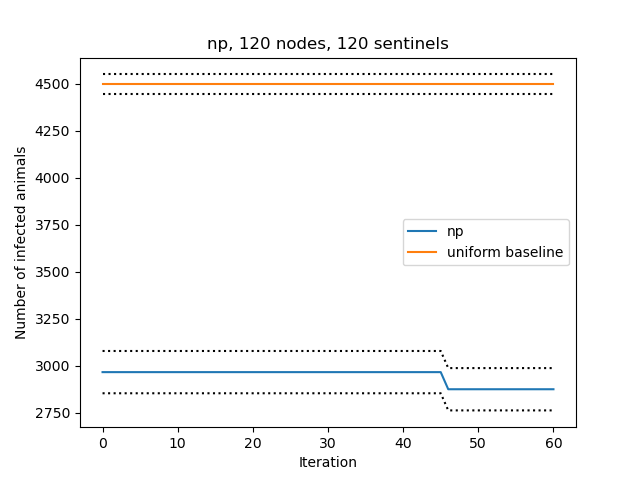 np, 120 nodes, 120 sentinels
Number of infected animals
4500
4250
4000
3750
3500
3250
3000
2750
np
uniform baseline
0 10 20 30 40 50 60
Iteration